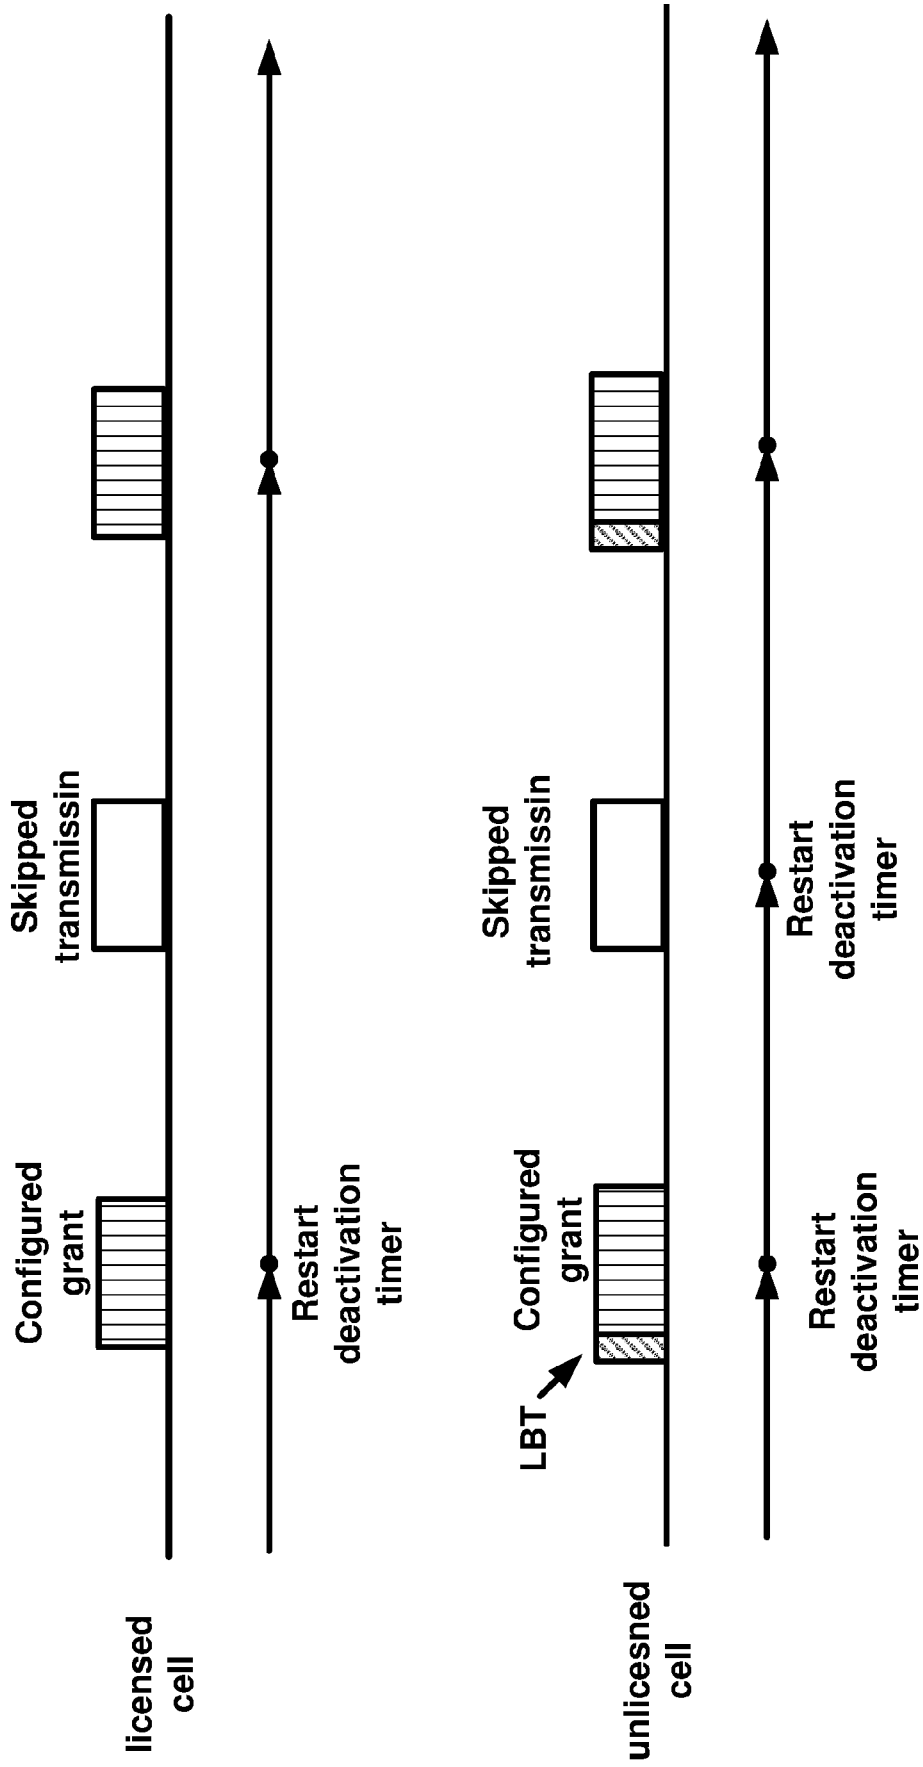 licensed
cell
Configured
grant
Restart
deactivation
timer
Skipped
transmissin
unlicesned
cell
LBT
Configured
grant
Restart
deactivation
timer
Skipped
transmissin
Restart
deactivation
timer